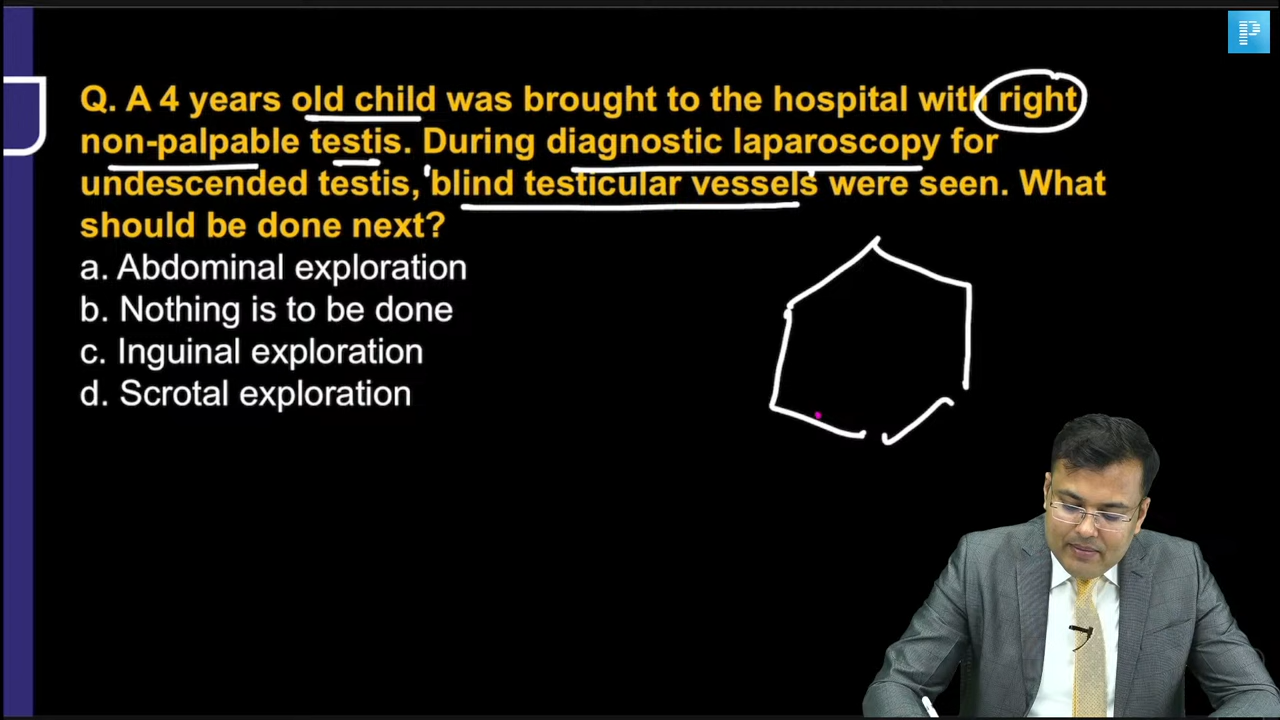 Q. A 4 years old child was brought to the hospital with right
non-palpable testis. During diagnostic laparoscopy for
undescended testis, blind testicular vessels were seen. What
should be done next?
a. Abdominal exploration
b. Nothing is to be done
c. Inguinal exploration
d. Scrotal exploration
P